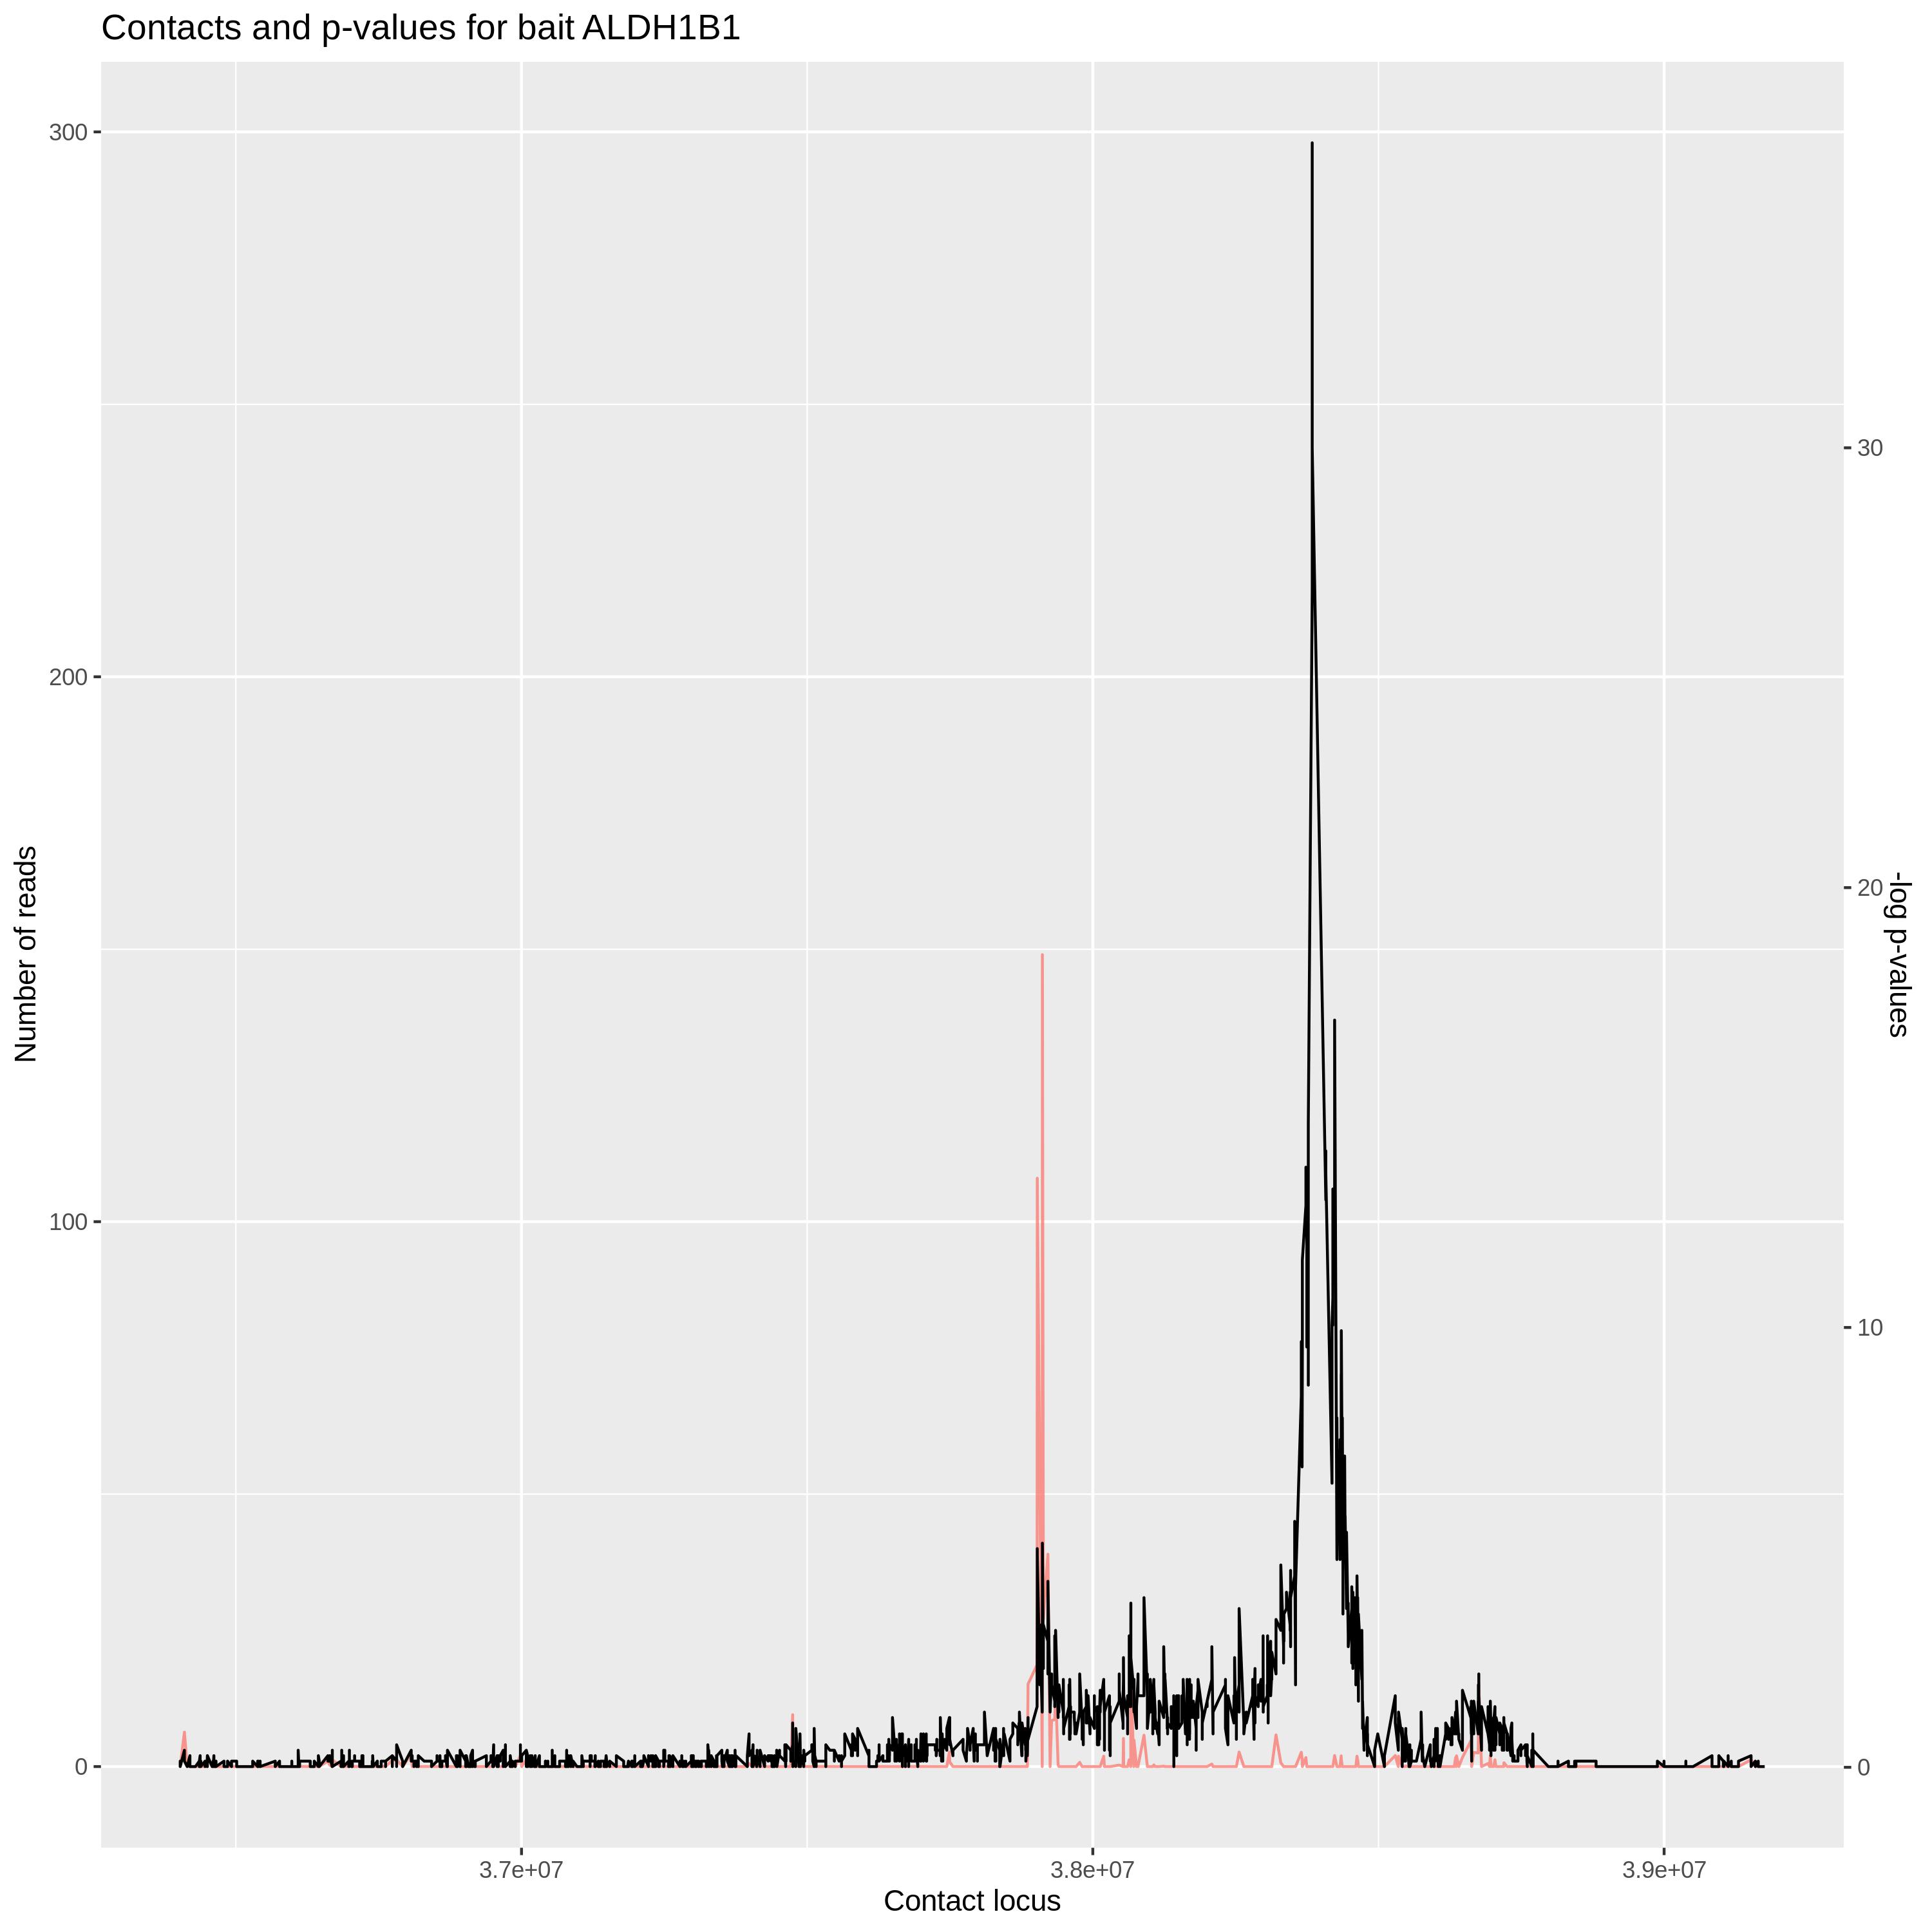 Contacts and p-values for bait ALDH1B1
300
200
100
0
30
20
10
0
Number of reads
-log p-values
3.7e+07
3.8e+07
3.9e+07
Contact locus